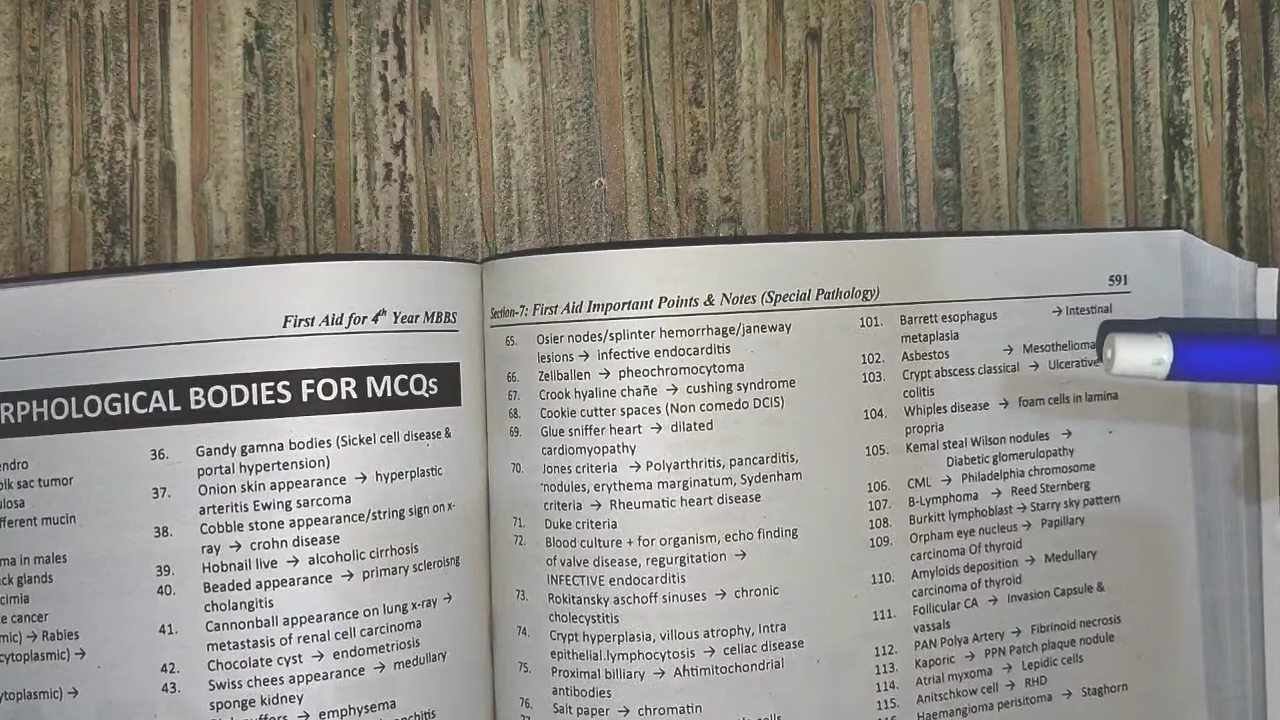 First Aid for 4th Year MBBS
RPHOLOGICAL BODIES FOR MCQs
endro
olk sac tumor
ulosa
fferent mucin
ma in males
ck glands
cimia
e cancer
mic) → Rabies
cytoplasmic) →
ytoplasmic) →
36. Gandy gamna bodies (Sickel cell disease &
portal hypertension)
37. Onion skin appearance → hyperplastic
arteritis Ewing sarcoma
38. Cobble stone appearance/string sign on x-
ray → crohn disease
39. Hobnail live → alcoholic cirrhosis
40. Beaded appearance → primary sclerolsng
cholangitis
41. Cannonball appearance on lung x-ray →
metastasis of renal cell carcinoma
42. Chocolate cyst → endometriosis
43. Swiss chees appearance → medullary
sponge kidney
→ emphysema
Section-7: First Aid Important Points & Notes (Special Pathology)
591
65. Osier nodes/splinter hemorrhage/janeway
lesions → infective endocarditis
66. Zellballen → pheochromocytoma
67. Crook hyaline chañe → cushing syndrome
68. Cookie cutter spaces (Non comedo DCIS)
69. Glue sniffer heart → dilated
cardiomyopathy
70. Jones criteria → Polyarthritis, pancarditis,
nodules, erythema marginatum, Sydenham
criteria → Rheumatic heart disease
71. Duke criteria
72. Blood culture + for organism, echo finding
of valve disease, regurgitation →
INFECTIVE endocarditis
73. Rokitansky aschoff sinuses → chronic
cholecystitis
74. Crypt hyperplasia, villous atrophy, Intra
epithelial.lymphocytosis → celiac disease
75. Proximal billiary → Ahtimitochondrial
antibodies
76. Salt paper → chromatin
101. Barrett esophagus → Intestinal
metaplasia
102. Asbestos → Mesothelioma
103. Crypt abscess classical → Ulcerative
colitis
104. Whiples disease → foam cells in lamina
propria
105. Kemal steal Wilson nodules →
Diabetic glomerulopathy
106. CML → Philadelphia chromosome
107. B-Lymphoma → Reed Sternberg
108. Burkitt lymphoblast → Starry sky pattern
109. Orpham eye nucleus → Papillary
carcinoma Of thyroid
110. Amyloids deposition → Medullary
carcinoma of thyroid
111. Follicular CA → Invasion Capsule &
vassals
112. PAN Polya Artery → Fibrinoid necrosis
113. Kaporic → PPN Patch plaque nodule
114. Atrial myxoma → Lepidic cells
115. Anitschkow cell → RHD
Haemangioma perisitoma → Staghorn